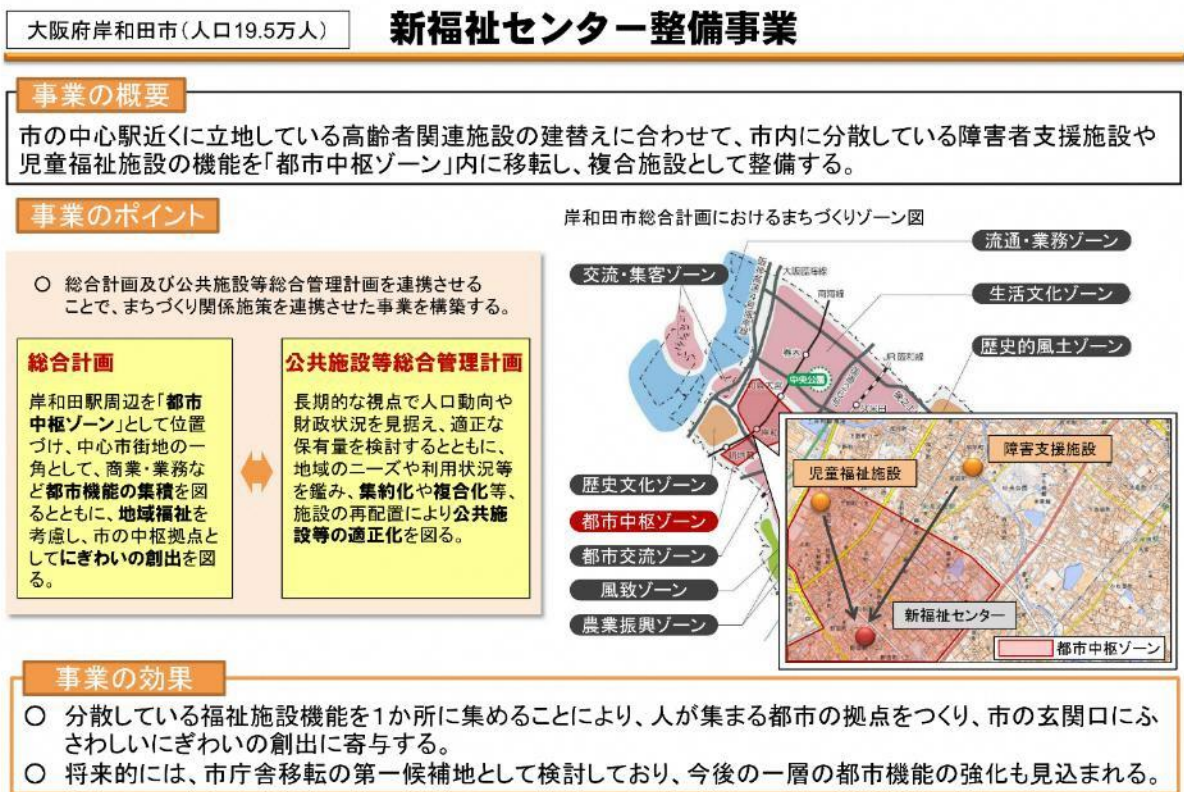 大阪府岸和田市(人口19.5万人)
新福祉センター整備事業
事業の概要
市の中心駅近くに立地している高齢者関連施設の建替えに合わせて、市内に分散している障害者支援施設や
児童福祉施設の機能を「都市中枢ゾーン」内に移転し、複合施設として整備する。
事業のポイント
○ 総合計画及び公共施設等総合管理計画を連携させる
ことで、まちづくり関係施策を連携させた事業を構築する。
総合計画
岸和田駅周辺を「都市
中枢ゾーン」として位置
づけ、中心市街地の一
角として、商業・業務な
ど都市機能の集積を図
るとともに、地域福祉を
考慮し、市の中枢拠点と
してにぎわいの創出を図
る。
公共施設等総合管理計画
長期的な視点で人口動向や
財政状況を見据え、適正な
保有量を検討するとともに、
地域のニーズや利用状況等
を鑑み、集約化や複合化等、
施設の再配置により公共施
設等の適正化を図る。
岸和田市総合計画におけるまちづくりゾーン図
流通・業務ゾーン
交流・集客ゾーン
大阪臨海線
南海線
生活文化ゾーン
春木
JR阪和線
歴史的風土ゾーン
中央公園
久米田
障害支援施設
児童福祉施設
歴史文化ゾーン
都市中枢ゾーン
都市交流ゾーン
風致ゾーン
農業振興ゾーン
新福祉センター
都市中枢ゾーン
事業の効果
○ 分散している福祉施設機能を1か所に集めることにより、人が集まる都市の拠点をつくり、市の玄関口にふ
さわしいにぎわいの創出に寄与する。
○ 将来的には、市庁舎移転の第一候補地として検討しており、今後の一層の都市機能の強化も見込まれる。